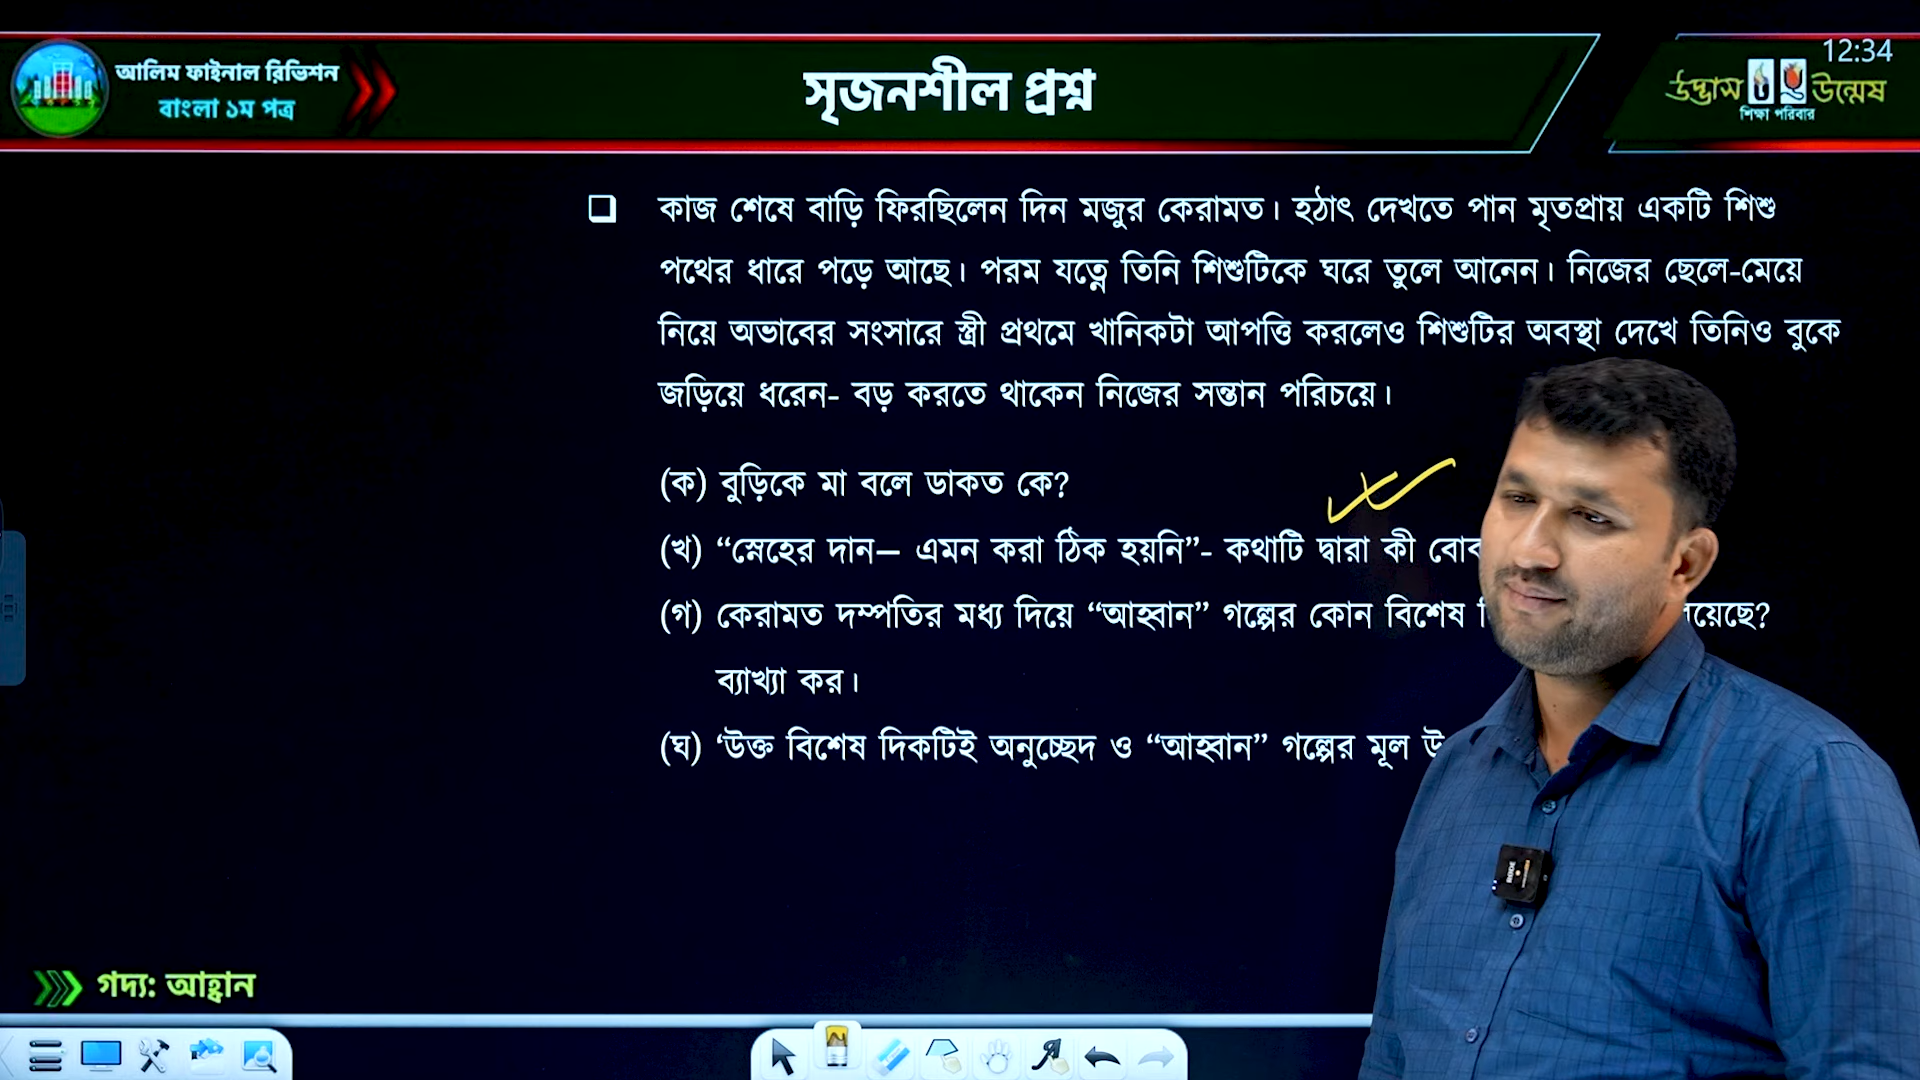 আলিম ফাইনাল রিভিশন
বাংলা ১ম পত্র
সৃজনশীল প্রশ্ন
12:34
উদ্ভাস উন্মেষ
শিক্ষা পরিবার
কাজ শেষে বাড়ি ফিরছিলেন দিন মজুর কেরামত। হঠাৎ দেখতে পান মৃতপ্রায় একটি শিশু
পথের ধারে পড়ে আছে। পরম যত্নে তিনি শিশুটিকে ঘরে তুলে আনেন। নিজের ছেলে-মেয়ে
নিয়ে অভাবের সংসারে স্ত্রী প্রথমে খানিকটা আপত্তি করলেও শিশুটির অবস্থা দেখে তিনিও বুকে
জড়িয়ে ধরেন- বড় করতে থাকেন নিজের সন্তান পরিচয়ে।
(ক) বুড়িকে মা বলে ডাকত কে?
(খ) “স্নেহের দান– এমন করা ঠিক হয়নি”- কথাটি দ্বারা কী
(গ) কেরামত দম্পতির মধ্য দিয়ে “আহ্বান” গল্পের কোন বিশেষ
ব্যাখ্যা কর।
(ঘ) ‘উক্ত বিশেষ দিকটিই অনুচ্ছেদ ও “আহ্বান” গল্পের মূল
গদ্য: আহ্বান
RODE